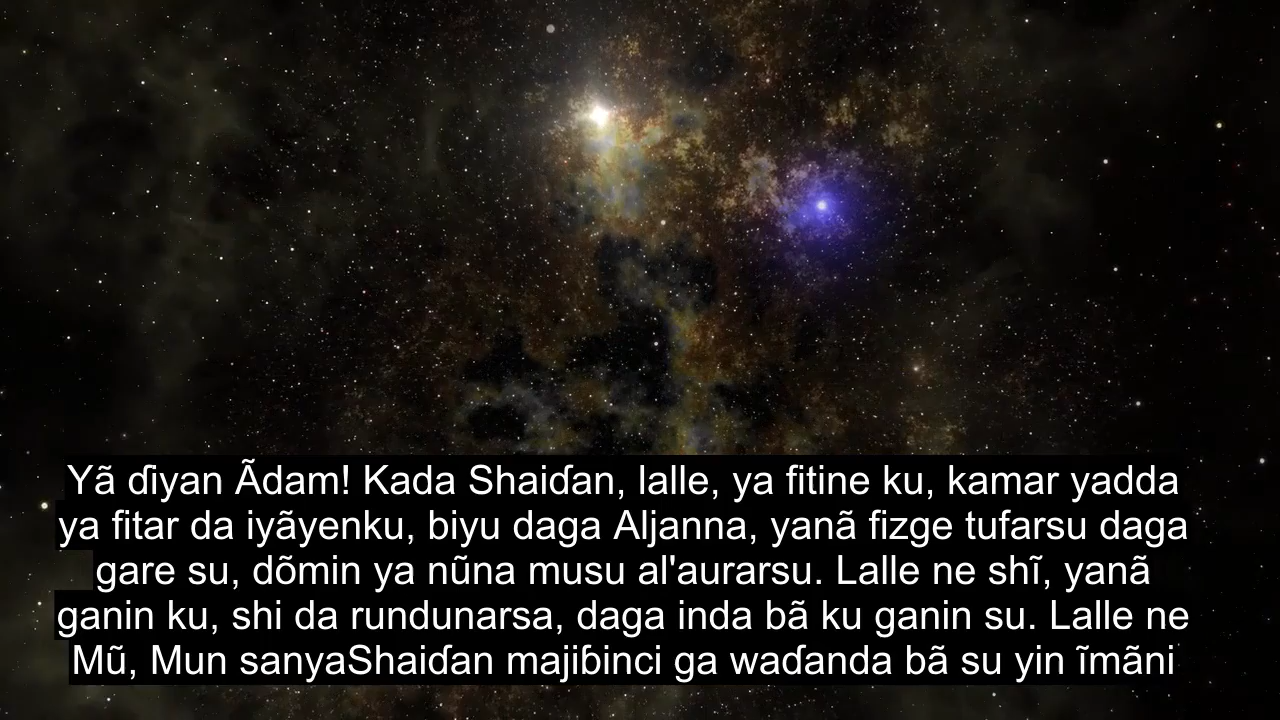 Yã ɗiyan Ãdam! Kada Shaiɗan, lalle, ya fitine ku, kamar yadda
ya fitar da iyãyenku, biyu daga Aljanna, yanã fizge tufarsu daga
gare su, dõmin ya nũna musu al'aurarsu. Lalle ne shĩ, yanã
ganin ku, shi da rundunarsa, daga inda bã ku ganin su. Lalle ne
Mũ, Mun sanyaShaiɗan majiɓinci ga waɗanda bã su yin ĩmãni